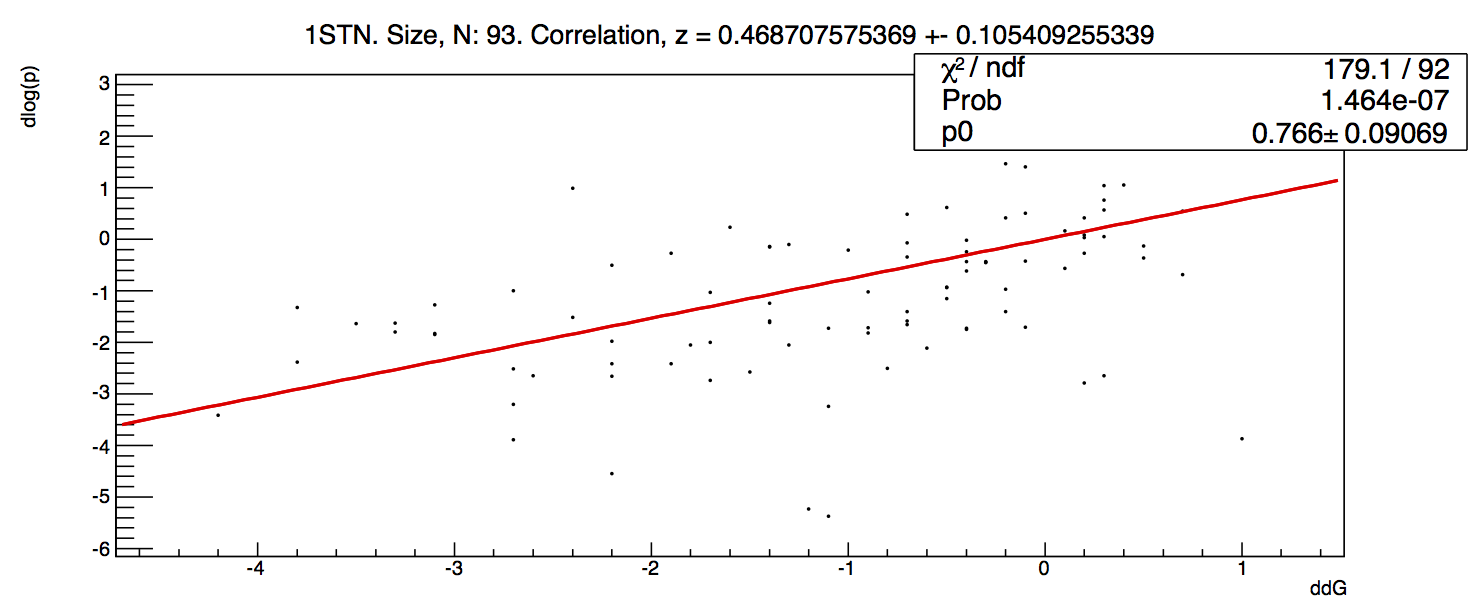 1STN. Size, N: 93. Correlation, z = 0.468707575369 +- 0.105409255339
χ² / ndf 179.1 / 92
Prob 1.464e-07
p0 0.766± 0.09069
dlog(p)
3
2
1
0
-1
-2
-3
-4
-5
-6
-4 -3 -2 -1 0 1
ddG